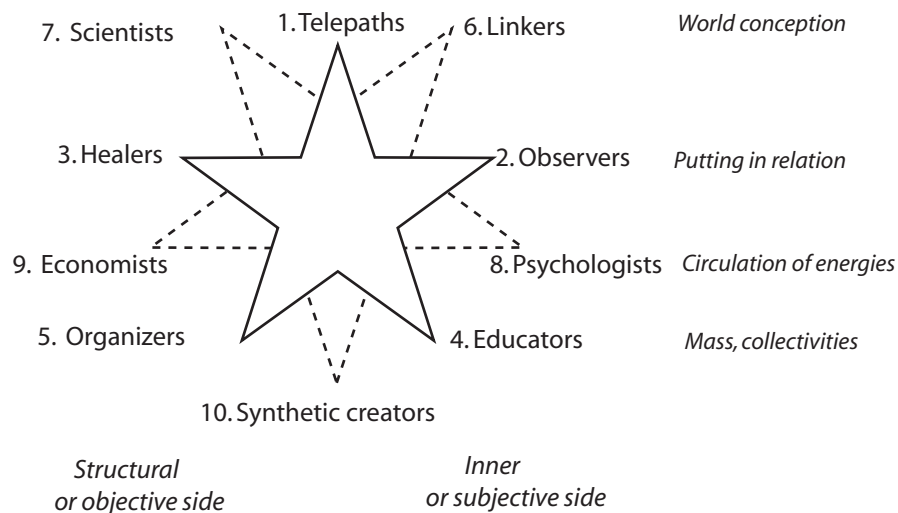 7. Scientists
1. Telepaths
6. Linkers
World conception
3. Healers
2. Observers
Putting in relation
9. Economists
8. Psychologists
Circulation of energies
5. Organizers
4. Educators
Mass, collectivities
10. Synthetic creators
Structural
or objective side
Inner
or subjective side